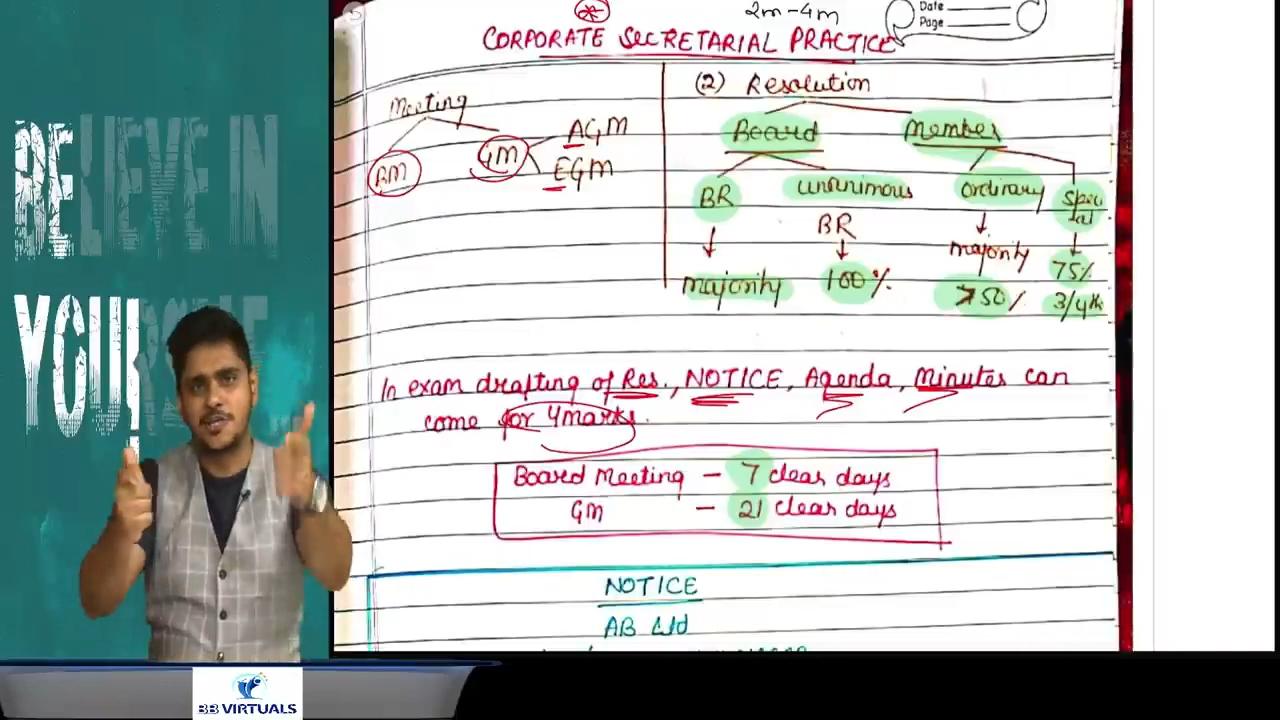 BELIEVE IN
YOURSELF
2m-4m
Date
Page
CORPORATE SECRETARIAL PRACTICE
Meeting
BM
GM
AGM
EGM
(2) Resolution
Board
Member
BR
unanimous
BR
ordinary
special
majority
100%
majority
>50%
75%
3/4th
In exam drafting of Res., NOTICE, Agenda, Minutes can
come for 4marks.
Board Meeting - 7 clear days
GM - 21 clear days
NOTICE
AB Ltd
BB VIRTUALS